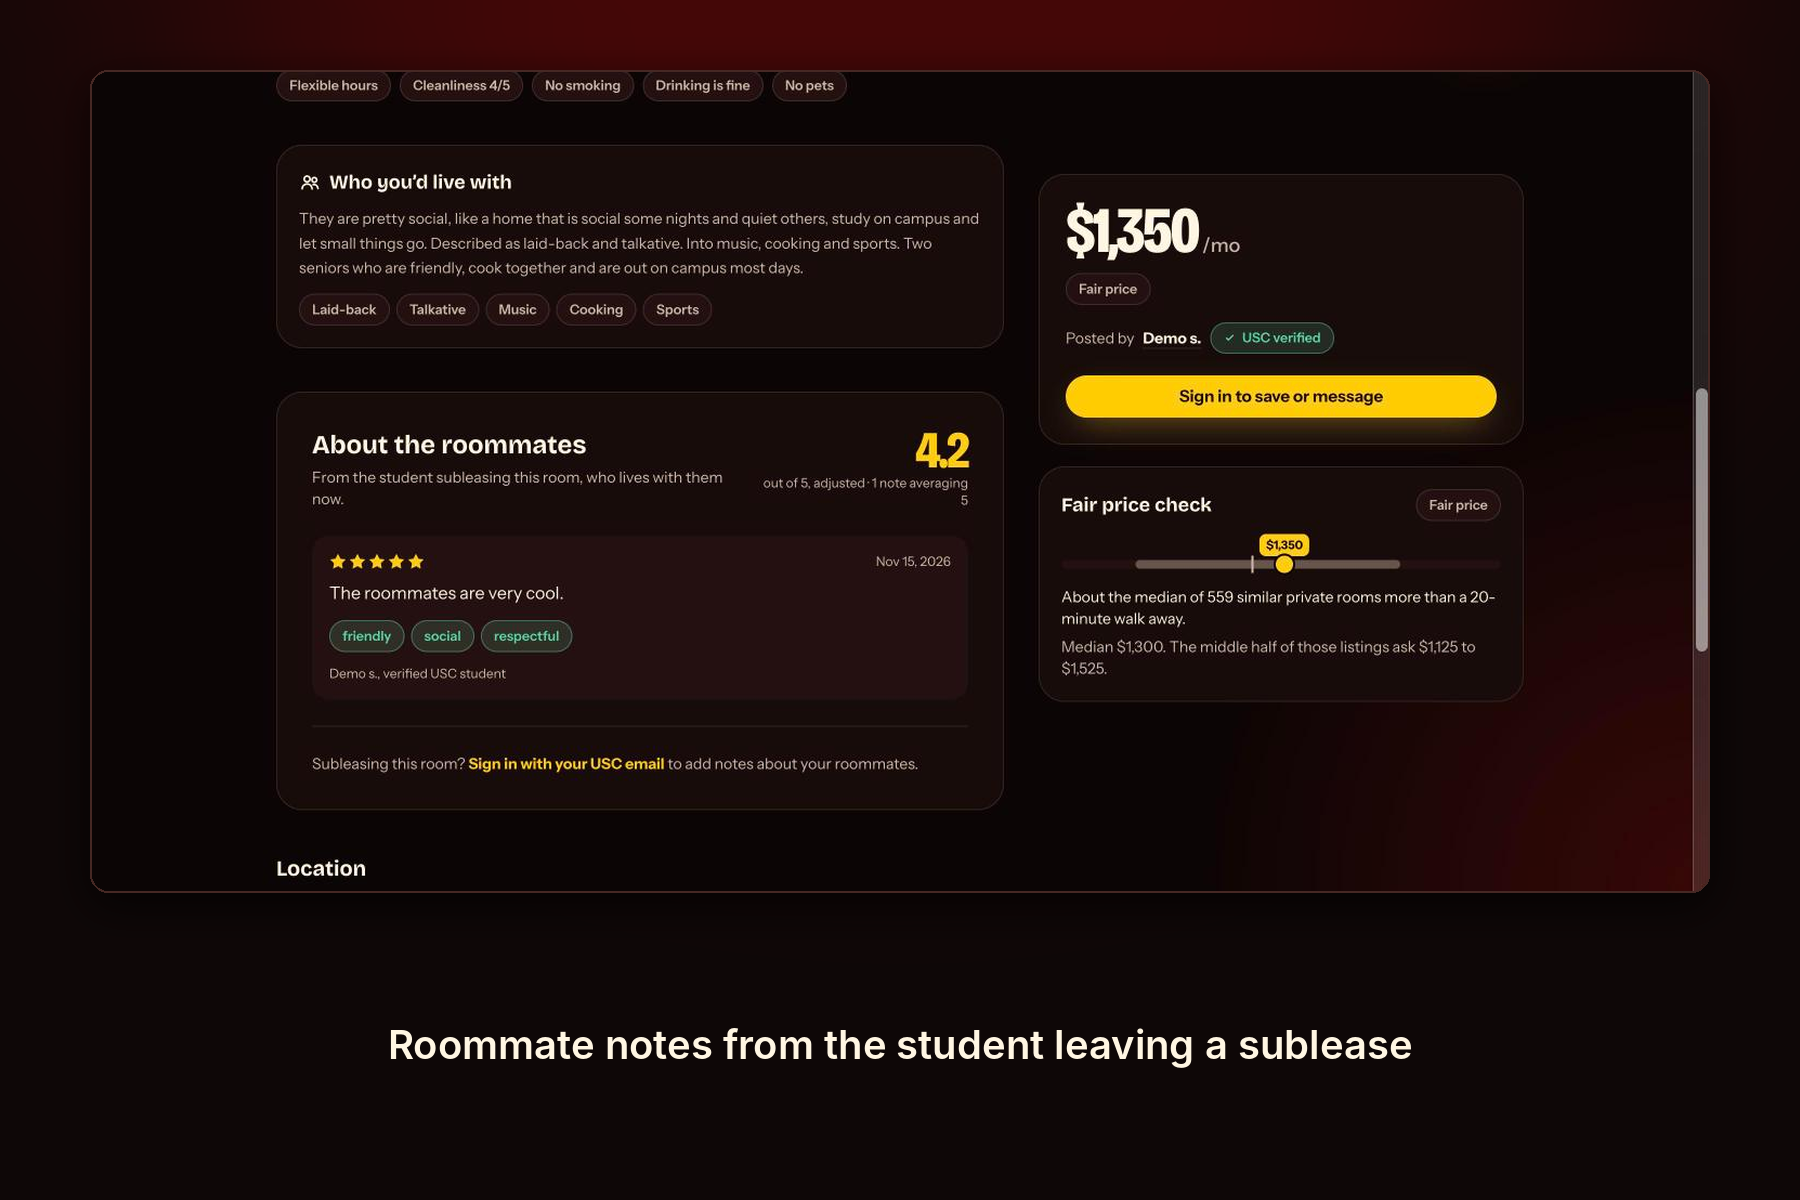 Flexible hours
Cleanliness 4/5
No smoking
Drinking is fine
No pets
Who you'd live with
They are pretty social, like a home that is social some nights and quiet others, study on campus and
let small things go. Described as laid-back and talkative. Into music, cooking and sports. Two
seniors who are friendly, cook together and are out on campus most days.
Laid-back
Talkative
Music
Cooking
Sports
About the roommates
From the student subleasing this room, who lives with them
now.
4.2
out of 5, adjusted · 1 note averaging
5
Nov 15, 2026
The roommates are very cool.
friendly
social
respectful
Demo s., verified USC student
Subleasing this room? Sign in with your USC email to add notes about your roommates.
Location
$1,350 /mo
Fair price
Posted by Demo s. USC verified
Sign in to save or message
Fair price check
Fair price
$1,350
About the median of 559 similar private rooms more than a 20-
minute walk away.
Median $1,300. The middle half of those listings ask $1,125 to
$1,525.
Roommate notes from the student leaving a sublease